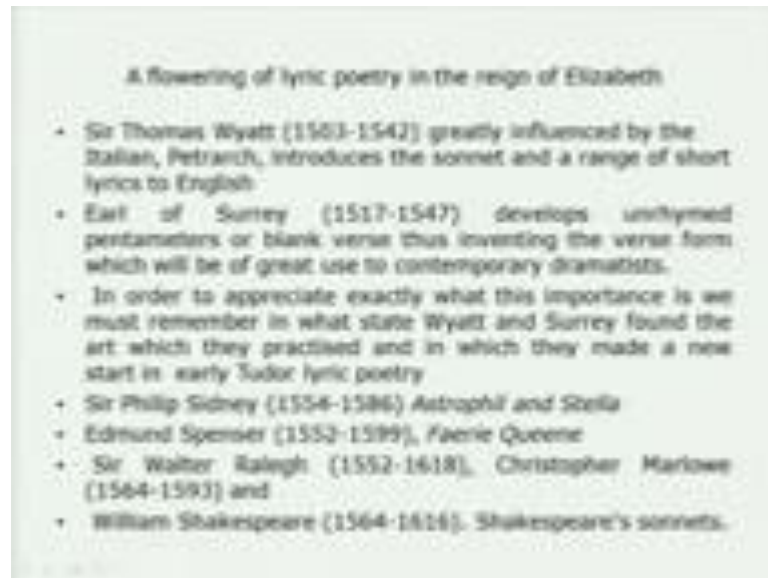 A flowering of lyric poetry in the reign of Elizabeth
• Sir Thomas Wyatt (1503-1542) greatly influenced by the
Italian, Petrarch, introduces the sonnet and a range of short
lyrics to English
• Earl of Surrey (1517-1547) develops unrhymed
pentameters or blank verse thus inventing the verse form
which will be of great use to contemporary dramatists.
• In order to appreciate exactly what this importance is we
must remember in what state Wyatt and Surrey found the
art which they practised and in which they made a new
start in early Tudor lyric poetry
• Sir Philip Sidney (1554-1586) Astrophil and Stella
• Edmund Spenser (1552-1599), Faerie Queene
• Sir Walter Ralegh (1552-1618), Christopher Marlowe
(1564-1593) and
• William Shakespeare (1564-1616). Shakespeare's sonnets.